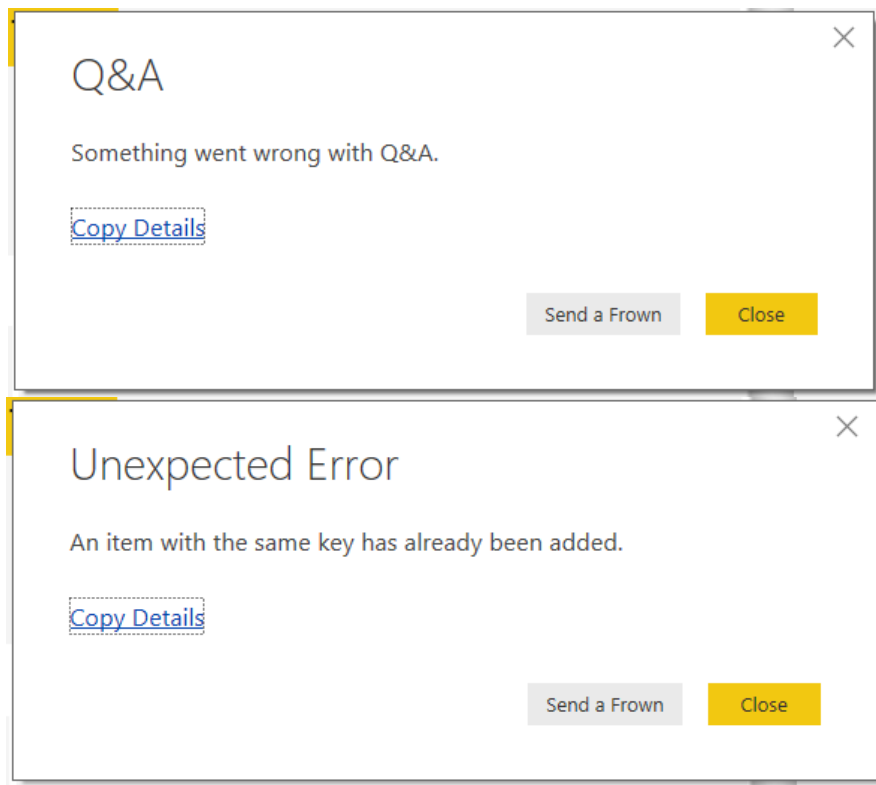 Q&A
Something went wrong with Q&A.
Copy Details
Send a Frown Close
Unexpected Error
An item with the same key has already been added.
Copy Details
Send a Frown Close